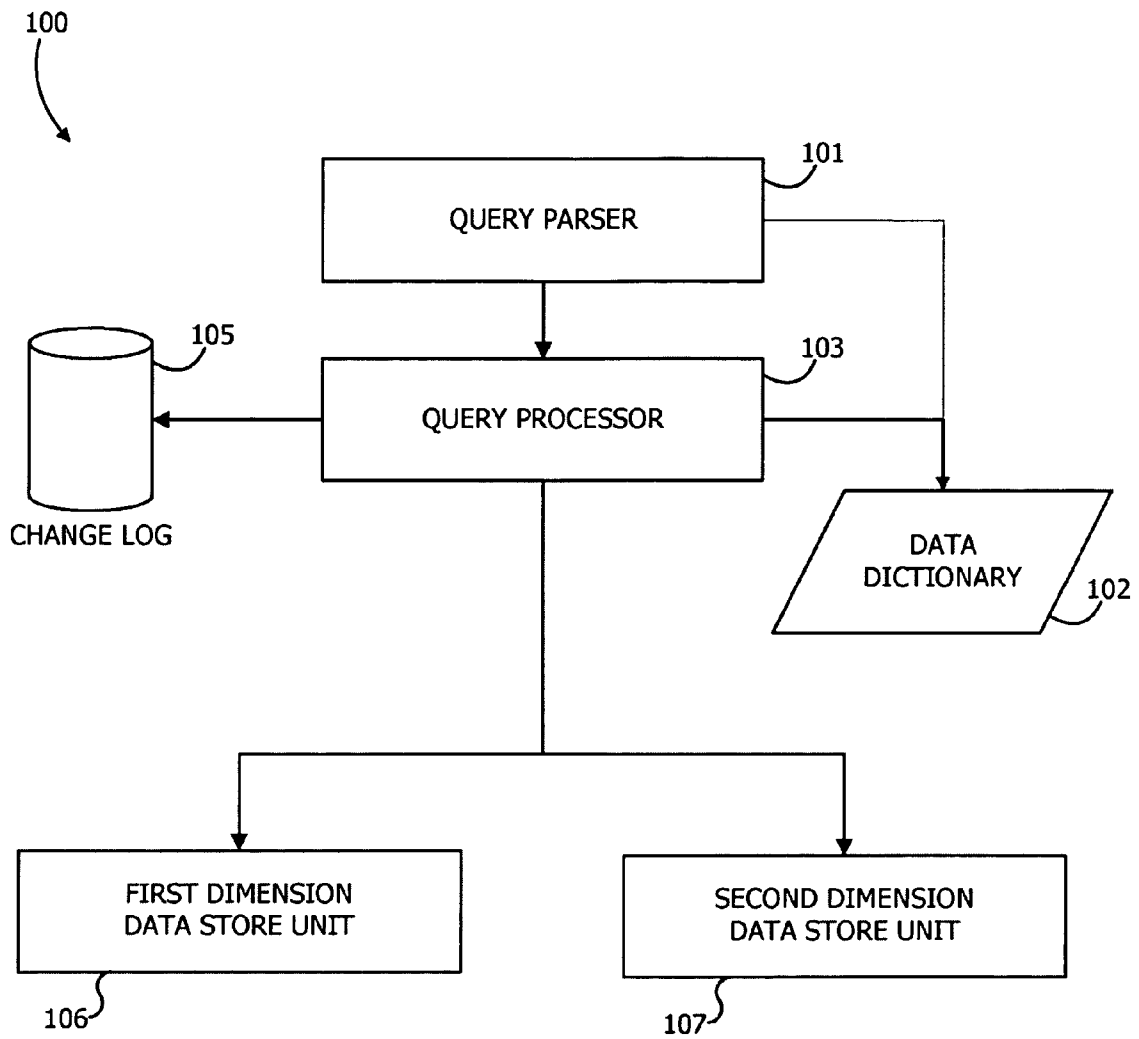 100
101
QUERY PARSER
105
103
QUERY PROCESSOR
CHANGE LOG
DATA
DICTIONARY
102
FIRST DIMENSION
DATA STORE UNIT
SECOND DIMENSION
DATA STORE UNIT
106
107